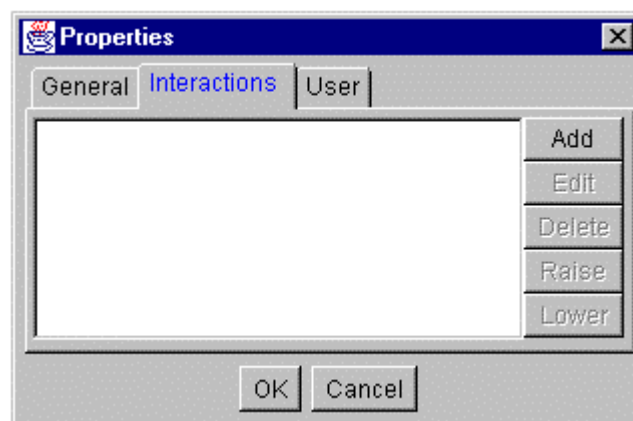 Properties
General Interactions User
Add
Edit
Delete
Raise
Lower
OK Cancel